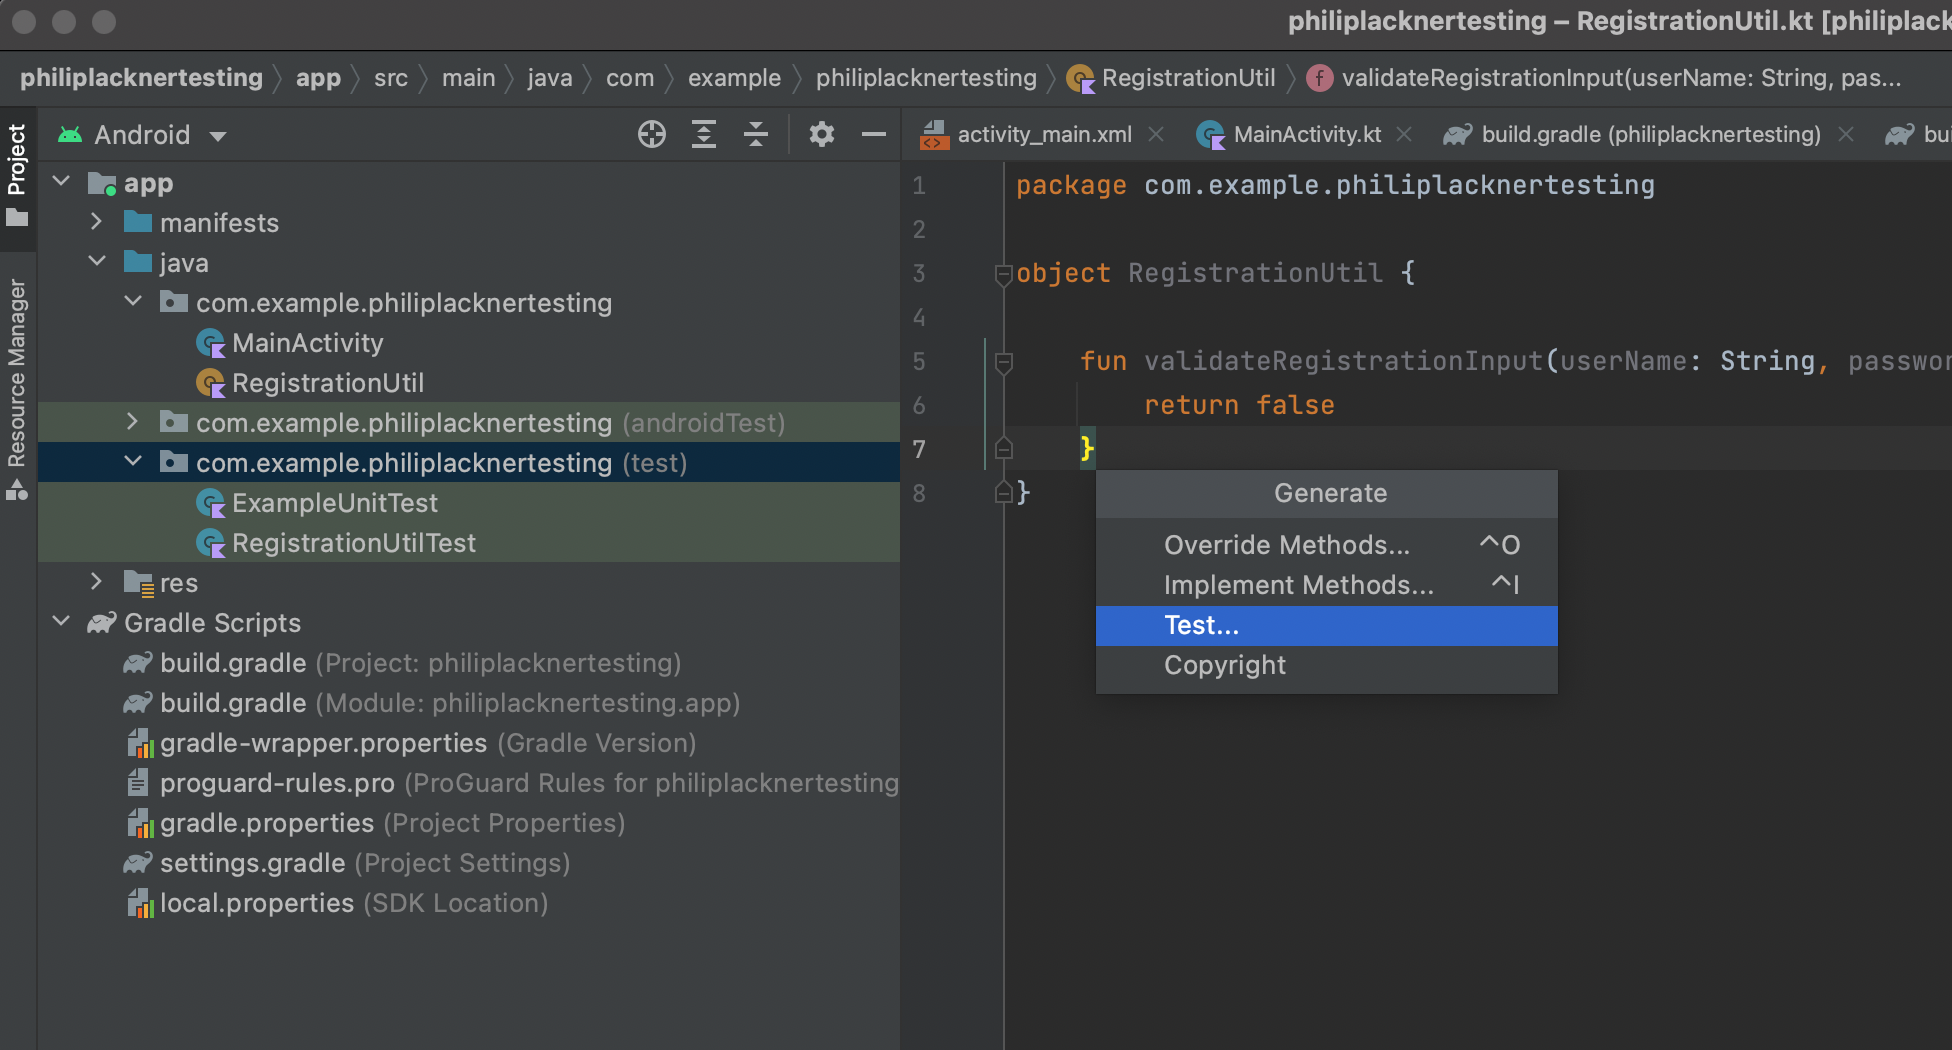 philiplacknertesting – RegistrationUtil.kt [philiplack
philiplacknertesting app src main java com example philiplacknertesting RegistrationUtil f validateRegistrationInput(userName: String, pas...
Project
Resource Manager
Android
app
manifests
java
com.example.philiplacknertesting
MainActivity
RegistrationUtil
com.example.philiplacknertesting (androidTest)
com.example.philiplacknertesting (test)
ExampleUnitTest
RegistrationUtilTest
res
Gradle Scripts
build.gradle (Project: philiplacknertesting)
build.gradle (Module: philiplacknertesting.app)
gradle-wrapper.properties (Gradle Version)
proguard-rules.pro (ProGuard Rules for philiplacknertesting
gradle.properties (Project Properties)
settings.gradle (Project Settings)
local.properties (SDK Location)
activity_main.xml MainActivity.kt build.gradle (philiplacknertesting) bu
1 package com.example.philiplacknertesting
2
3 object RegistrationUtil {
4
5 fun validateRegistrationInput(userName: String, passwor
6 return false
7 }
8 }
Generate
Override Methods... ^O
Implement Methods... ^I
Test...
Copyright